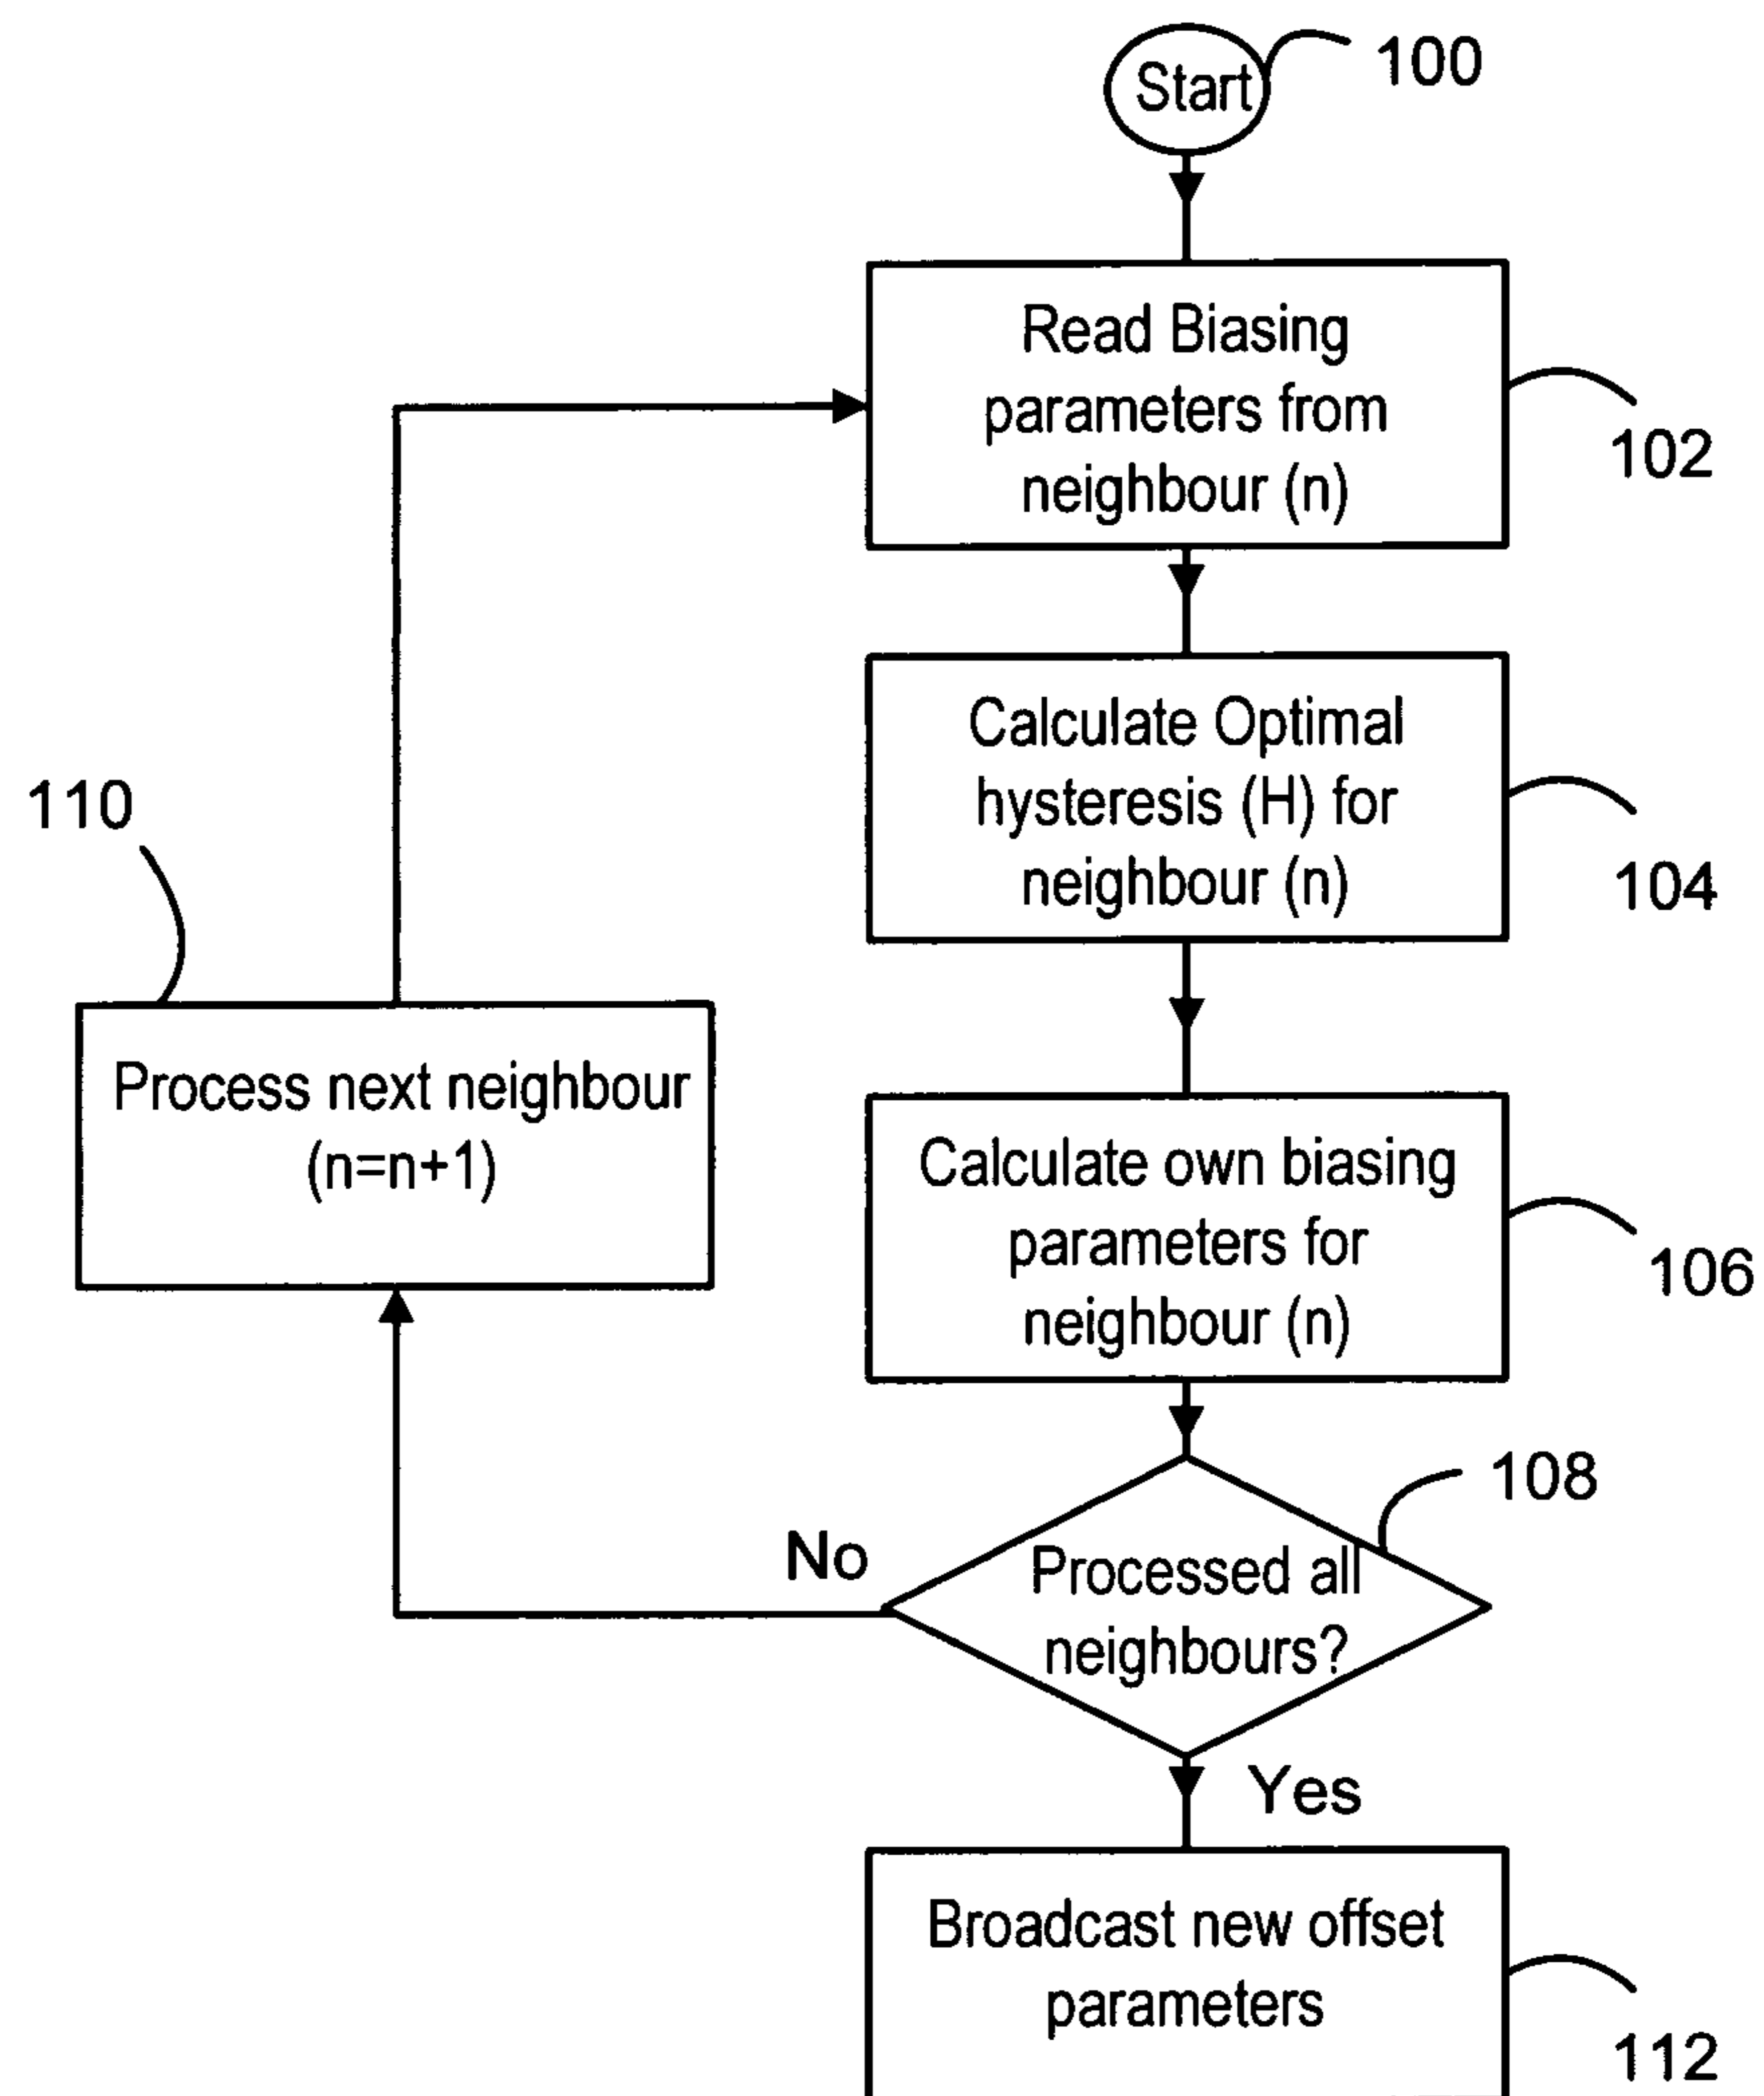 Start
100
Read Biasing
parameters from
neighbour (n)
102
Calculate Optimal
hysteresis (H) for
neighbour (n)
104
110
Process next neighbour
(n=n+1)
Calculate own biasing
parameters for
neighbour (n)
106
108
No
Processed all
neighbours?
Yes
Broadcast new offset
parameters
112